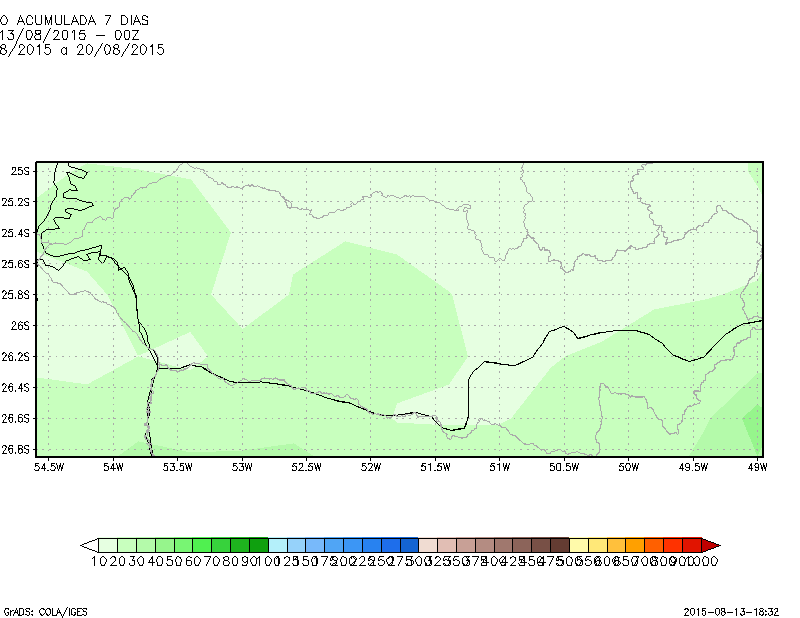 O ACUMULADA 7 DIAS
13/08/2015 – 00Z
8/2015 a 20/08/2015
25S
25.2S
25.4S
25.6S
25.8S
26S
26.2S
26.4S
26.6S
26.8S
54.5W 54W 53.5W 53W 52.5W 52W 51.5W 51W 50.5W 50W 49.5W 49W
10 20 30 40 50 60 70 80 90 100 125 150 175 200 225 250 275 300 325 350 375 400 425 450 475 500 550 600 650 700 800 900 1000
GrADS: COLA/IGES
2015-08-13-18:32